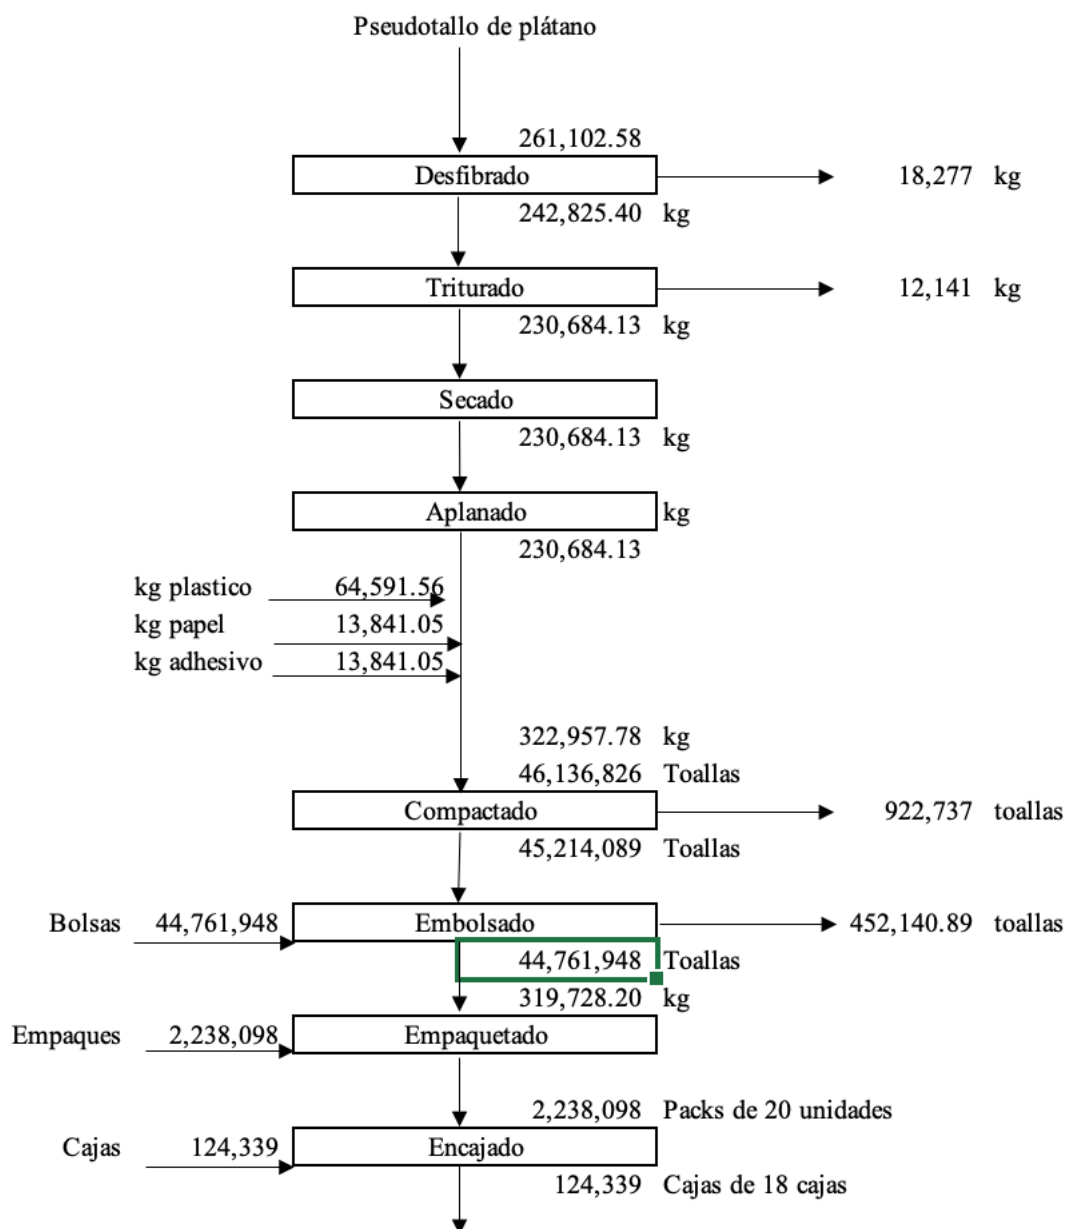 Pseudotallo de plátano
261,102.58
Desfibrado 18,277 kg
242,825.40 kg
Triturado 12,141 kg
230,684.13 kg
Secado
230,684.13 kg
Aplanado kg
230,684.13
kg plastico 64,591.56
kg papel 13,841.05
kg adhesivo 13,841.05
322,957.78 kg
46,136,826 Toallas
Compactado 922,737 toallas
45,214,089 Toallas
Bolsas 44,761,948 Embolsado 452,140.89 toallas
44,761,948 Toallas
319,728.20 kg
Empaques 2,238,098 Empaquetado
2,238,098 Packs de 20 unidades
Cajas 124,339 Encajado
124,339 Cajas de 18 cajas